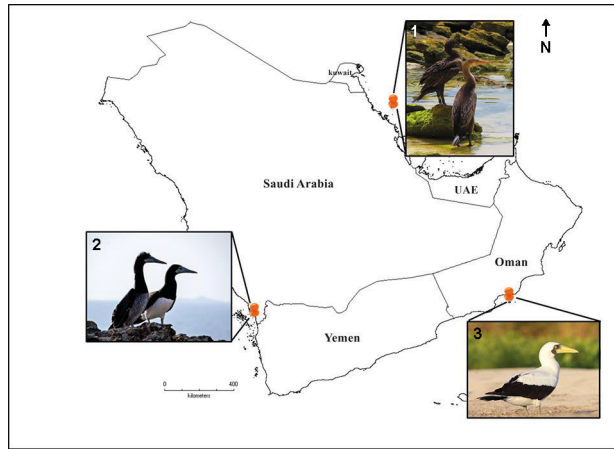 1
N
kuwait
Saudi Arabia
UAE
2
Oman
Yemen
3
0
400
kilometers